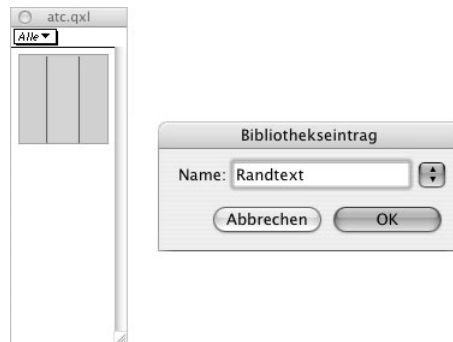 atc.qxl
Alle
Bibliothekseintrag
Name: Randtext
Abbrechen OK